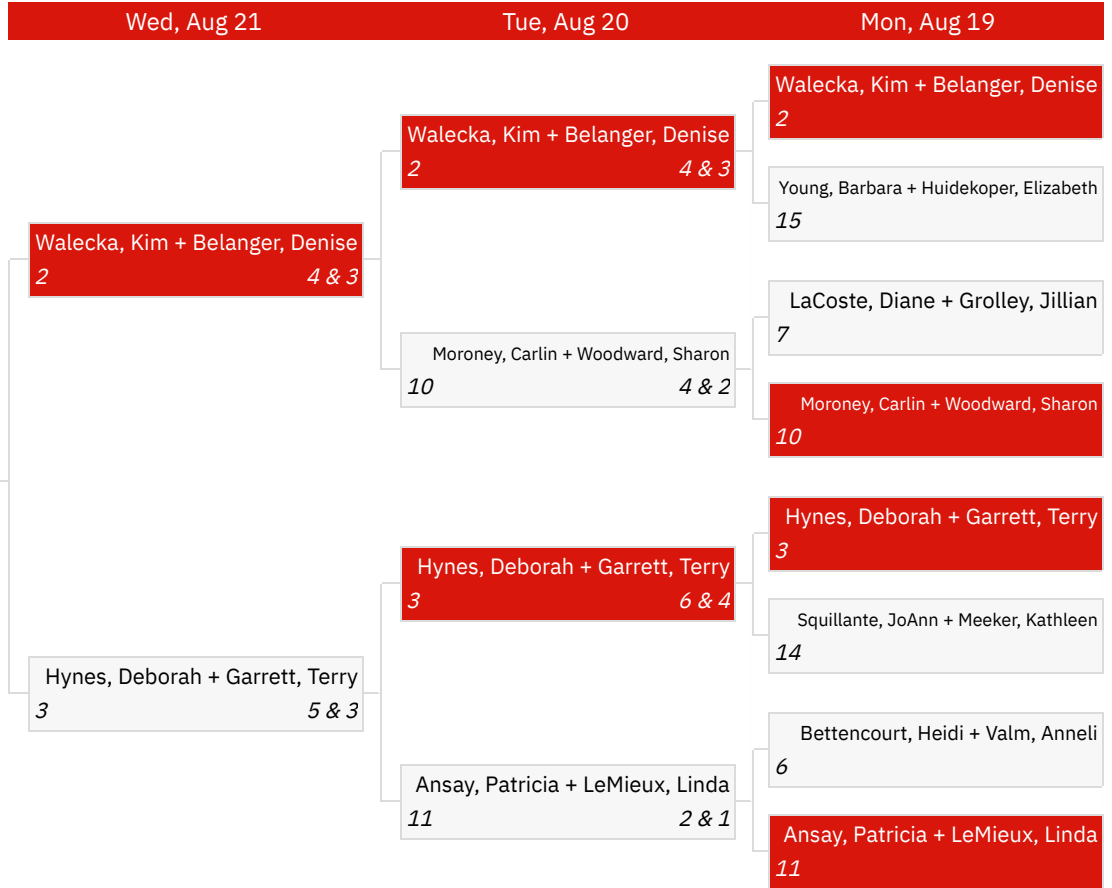 Wed, Aug 21
Tue, Aug 20
Mon, Aug 19
Walecka, Kim + Belanger, Denise
2 4 & 3
Hynes, Deborah + Garrett, Terry
3 5 & 3
Walecka, Kim + Belanger, Denise
2 4 & 3
Moroney, Carlin + Woodward, Sharon
10 4 & 2
Hynes, Deborah + Garrett, Terry
3 6 & 4
Ansay, Patricia + LeMieux, Linda
11 2 & 1
Walecka, Kim + Belanger, Denise
2
Young, Barbara + Huidekoper, Elizabeth
15
LaCoste, Diane + Grolley, Jillian
7
Moroney, Carlin + Woodward, Sharon
10
Hynes, Deborah + Garrett, Terry
3
Squillante, JoAnn + Meeker, Kathleen
14
Bettencourt, Heidi + Valm, Anneli
6
Ansay, Patricia + LeMieux, Linda
11